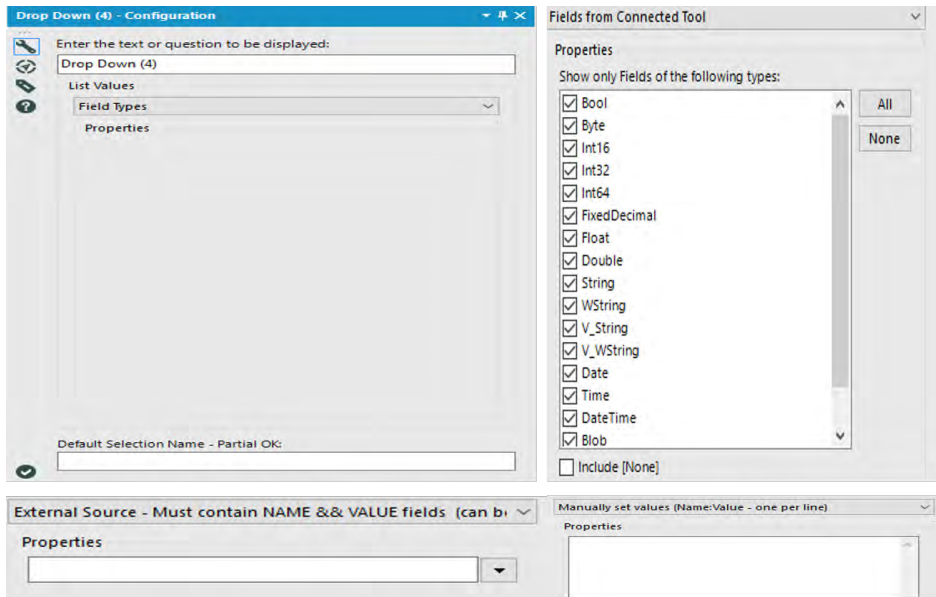 Drop Down (4) - Configuration
Enter the text or question to be displayed:
Drop Down (4)
List Values
Field Types
Properties
Default Selection Name - Partial OK:
Fields from Connected Tool
Properties
Show only Fields of the following types:
Bool
Byte
Int16
Int32
Int64
FixedDecimal
Float
Double
String
WString
V_String
V_WString
Date
Time
DateTime
Blob
All
None
Include [None]
External Source - Must contain NAME && VALUE fields (can b
Properties
Manually set values (Name:Value - one per line)
Properties